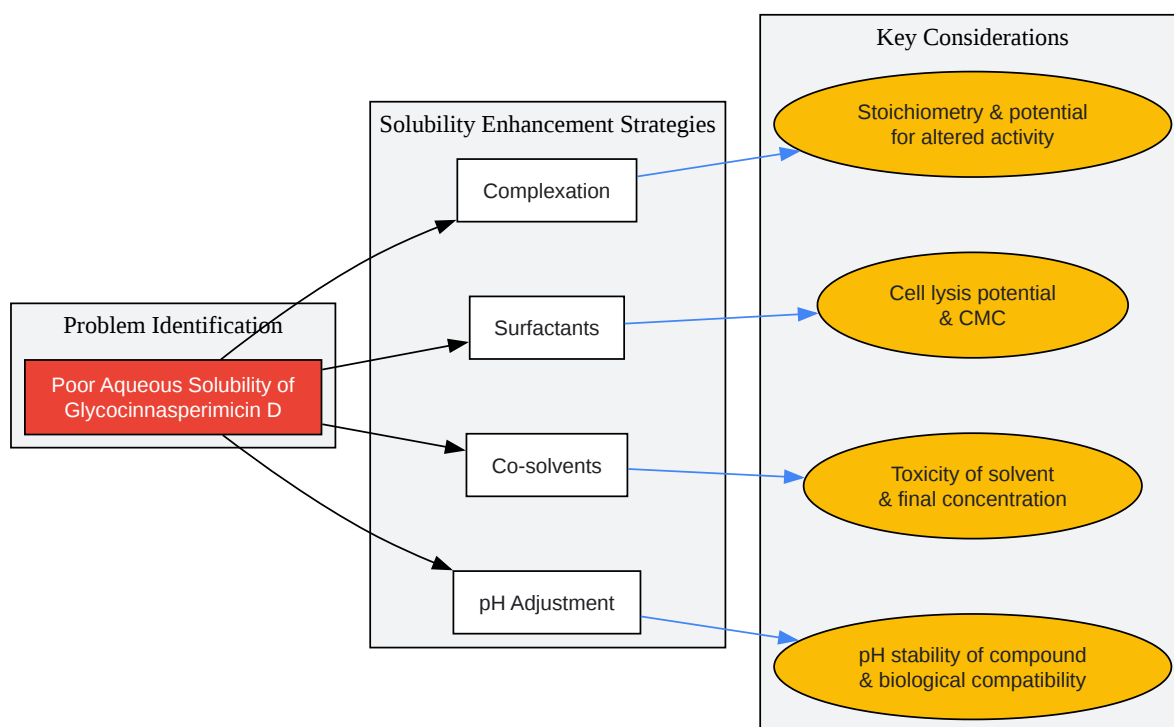 Problem Identification
Poor Aqueous Solubility of
Glycocinnasperimicin D
Solubility Enhancement Strategies
Complexation
Surfactants
Co-solvents
pH Adjustment
Key Considerations
Stoichiometry & potential
for altered activity
Cell lysis potential
& CMC
Toxicity of solvent
& final concentration
pH stability of compound
& biological compatibility